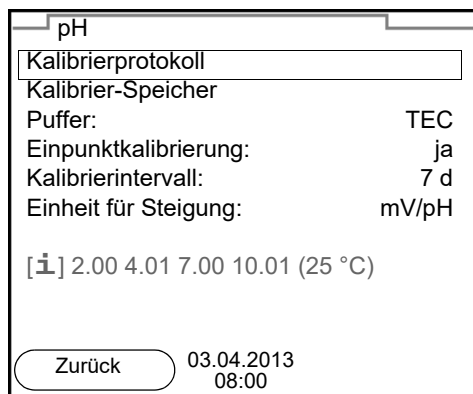 pH
Kalibrierprotokoll
Kalibrier-Speicher
Puffer: TEC
Einpunktkalibrierung: ja
Kalibrierintervall: 7 d
Einheit für Steigung: mV/pH
[i] 2.00 4.01 7.00 10.01 (25 °C)
Zurück 03.04.2013
08:00